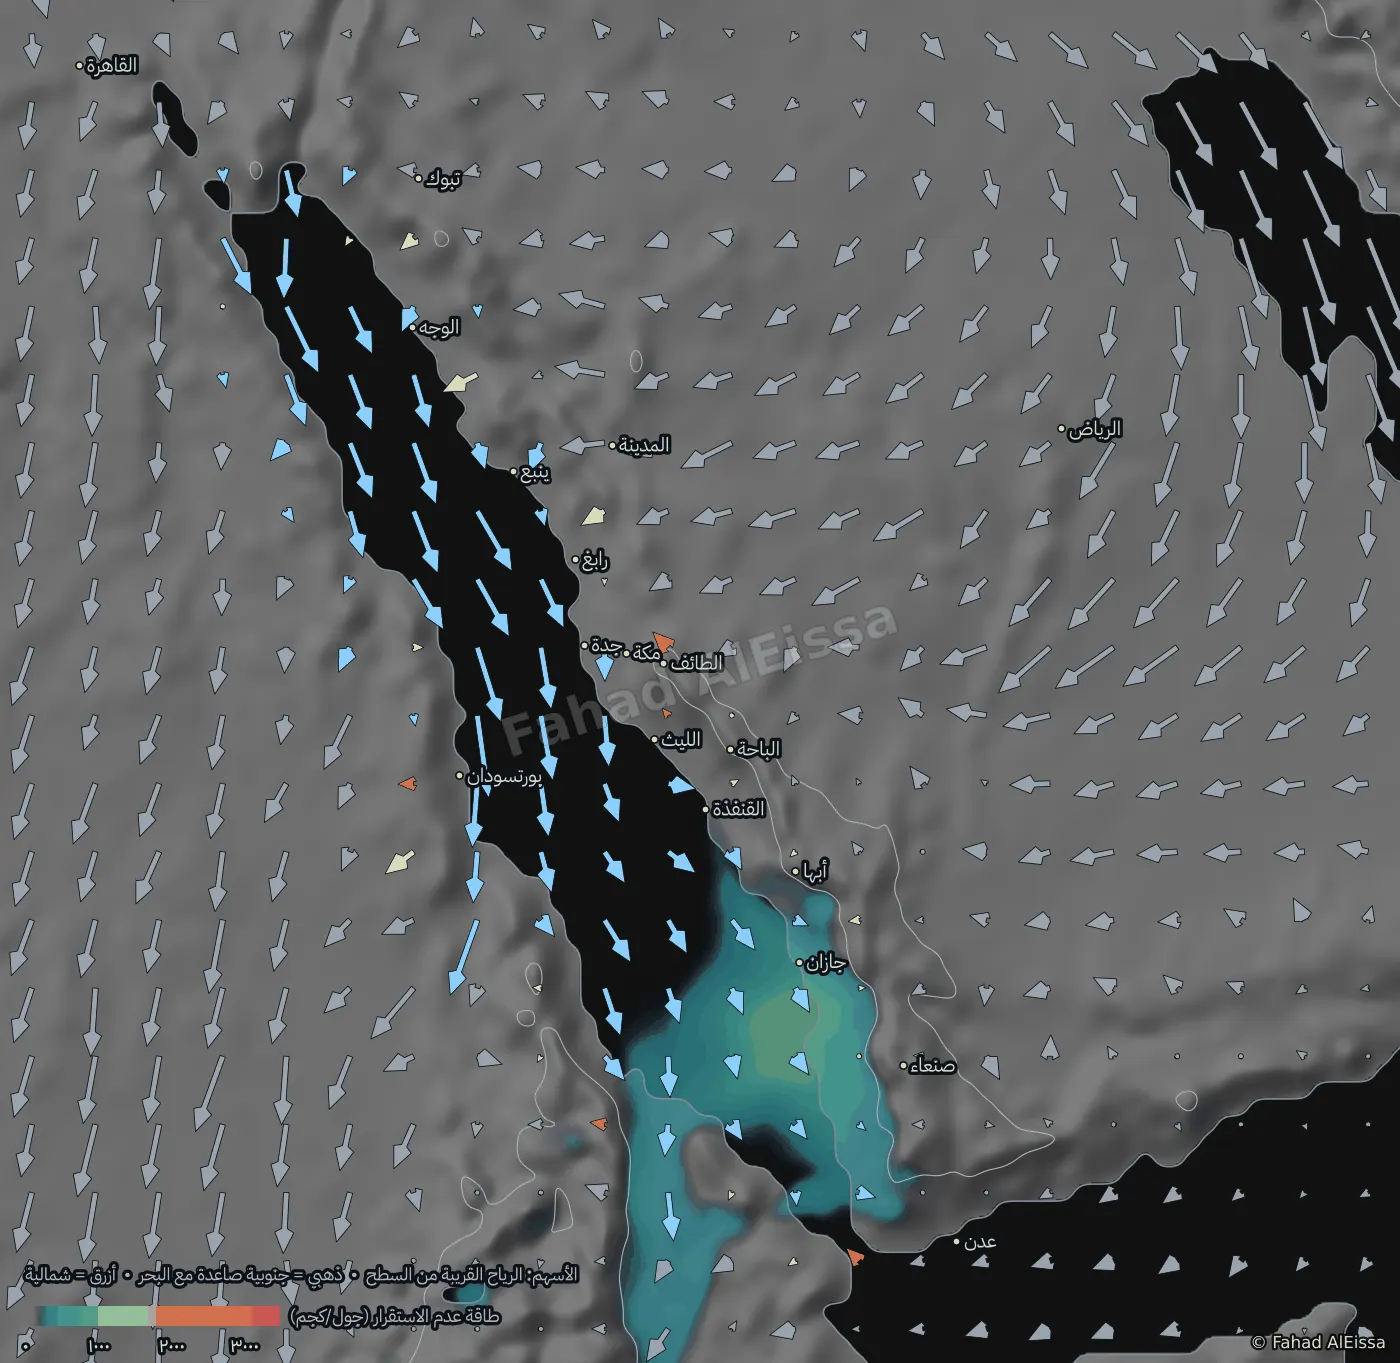 القاهرة
تبوك
الوجه
الرياض
المدينة
ينبع
رابغ
جدة
مكة
الطائف
Fahad AlEissa
الليث
الباحة
بورتسودان
القنفذة
أبها
جازان
صنعاء
عدن
الأسهم: الرياح القريبة من السطح • ذهبي = جنوبية صاعدة مع البحر • أزرق = شمالية
طاقة عدم الاستقرار (جول/كجم)
٠ ١٠٠٠ ٢٠٠٠ ٣٠٠٠
© Fahad AlEissa